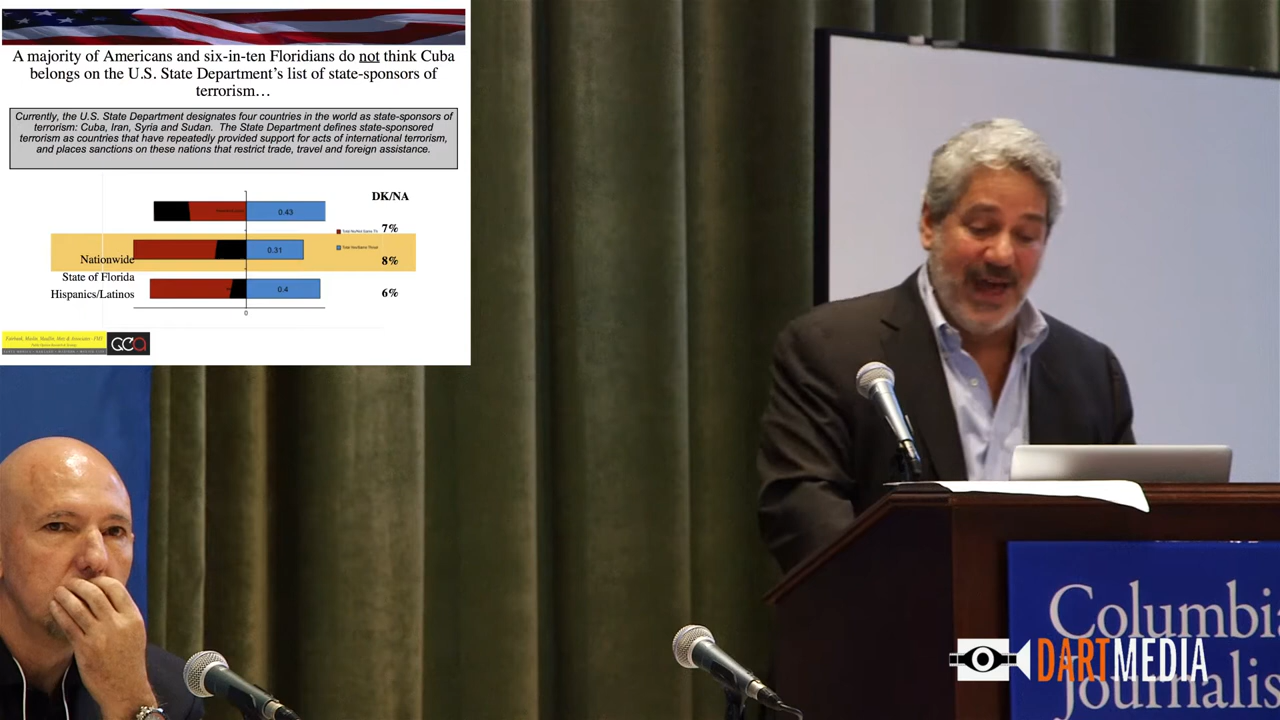 A majority of Americans and six-in-ten Floridians do not think Cuba
belongs on the U.S. State Department's list of state-sponsors of
terrorism…
Currently, the U.S. State Department designates four countries in the world as state-sponsors of
terrorism: Cuba, Iran, Syria and Sudan. The State Department defines state-sponsored
terrorism as countries that have repeatedly provided support for acts of international terrorism,
and places sanctions on these nations that restrict trade, travel and foreign assistance.
DK/NA
0.43
7%
0.31
Nationwide
8%
State of Florida
0.4
Hispanics/Latinos
6%
0
QCA
Columbia
Journalis
DARTMEDIA